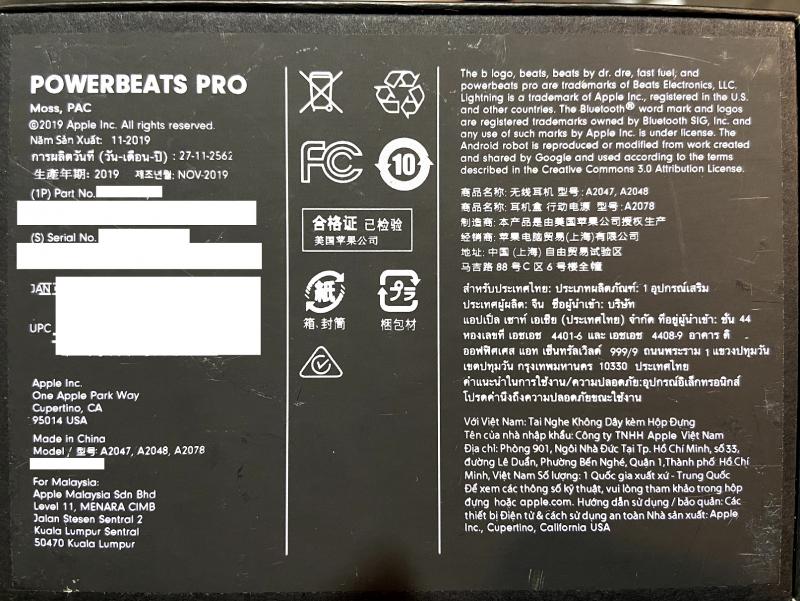 POWERBEATS PRO
Moss, PAC
©2019 Apple Inc. All rights reserved.
Năm Sản Xuất: 11-2019
การผลิตวันที่ (วัน-เดือน-ปี) : 27-11-2562
生產年期: 2019 제조년월: NOV-2019
(1P) Part No.
(S) Serial No.
JAN
UPC
Apple Inc.
One Apple Park Way
Cupertino, CA
95014 USA
Made in China
Model / 型号: A2047, A2048, A2078
For Malaysia:
Apple Malaysia Sdn Bhd
Level 11, MENARA CIMB
Jalan Stesen Sentral 2
Kuala Lumpur Sentral
50470 Kuala Lumpur
FC
10
合格证 已检验
美国苹果公司
紙
箱, 封筒
プラ
梱包材
The b logo, beats, beats by dr. dre, fast fuel, and
powerbeats pro are trademarks of Beats Electronics, LLC.
Lightning is a trademark of Apple Inc., registered in the U.S.
and other countries. The Bluetooth® word mark and logos
are registered trademarks owned by Bluetooth SIG, Inc. and
any use of such marks by Apple Inc. is under license. The
Android robot is reproduced or modified from work created
and shared by Google and used according to the terms
described in the Creative Commons 3.0 Attribution License.
商品名称: 无线耳机 型号: A2047, A2048
商品名称: 耳机盒 行动电源 型号: A2078
制造商: 本产品是由美国苹果公司授权生产
经销商: 苹果电脑贸易(上海)有限公司
地址: 中国 (上海) 自由贸易试验区
马吉路 88 号 C 区 6 号楼全幢
สำหรับประเทศไทย: ประเภทผลิตภัณฑ์: 1 อุปกรณ์เสริม
ประเทศผู้ผลิต: จีน ชื่อผู้นำเข้า: บริษัท
แอปเปิ้ล เซาท์ เอเชีย (ประเทศไทย) จำกัด ที่อยู่ผู้นำเข้า: ชั้น 44
ห้องเลขที่ เอชเอช 4401-6 และ เอชเอช 4408-9 อาคาร ดิ
ออฟฟิศเศส แอท เซ็นทรัลเวิลด์ 999/9 ถนนพระราม 1 แขวงปทุมวัน
เขตปทุมวัน กรุงเทพมหานคร 10330 ประเทศไทย
คำแนะนำในการใช้งาน/ความปลอดภัย:อุปกรณ์อิเล็กทรอนิกส์
โปรดคำนึงถึงความปลอดภัยขณะใช้งาน
Với Việt Nam: Tai Nghe Không Dây kèm Hộp Đựng
Tên của nhà nhập khẩu: Công ty TNHH Apple Việt Nam
Địa chỉ: Phòng 901, Ngôi Nhà Đức Tại Tp. Hồ Chí Minh, số 33,
đường Lê Duẩn, Phường Bến Nghé, Quận 1,Thành phố Hồ Chí
Minh, Việt Nam Số lượng: 1 Quốc gia xuất xứ - Trung Quốc
Để xem các thông số kỹ thuật, vui lòng tham khảo trong hộp
đựng hoặc apple.com. Hướng dẫn sử dụng / bảo quản: Các
thiết bị Điện tử & cách sử dụng an toàn Nhà sản xuất: Apple
Inc., Cupertino, California USA